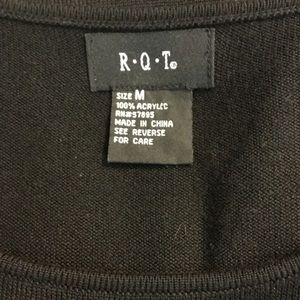 R·Q·T®
SIZE M
100% ACRYLIC
RN#57895
MADE IN CHINA
SEE REVERSE
FOR CARE